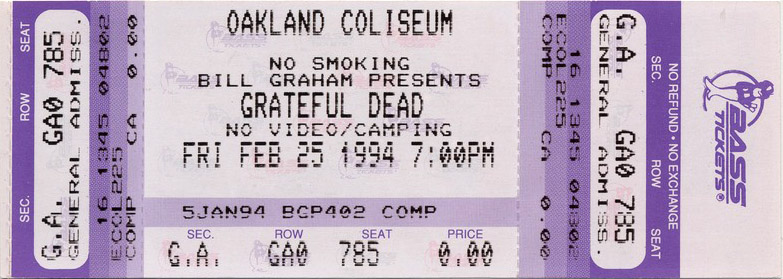 SEAT
ROW
SEC.
G.A. GA0 785
GENERAL ADMISS.
16 1345 04802
ECOL225
COMP CA 0.00
OAKLAND COLISEUM
NO SMOKING
BILL GRAHAM PRESENTS
GRATEFUL DEAD
NO VIDEO/CAMPING
FRI FEB 25 1994 7:00PM
5JAN94 BCP402 COMP
SEC. ROW SEAT PRICE
G.A. GA0 785 0.00
16 1345 04802
ECOL225
COMP CA 0.00
G.A. GA0 785
GENERAL ADMISS.
SEC. ROW SEAT
NO REFUND • NO EXCHANGE
BASS
TICKETS®